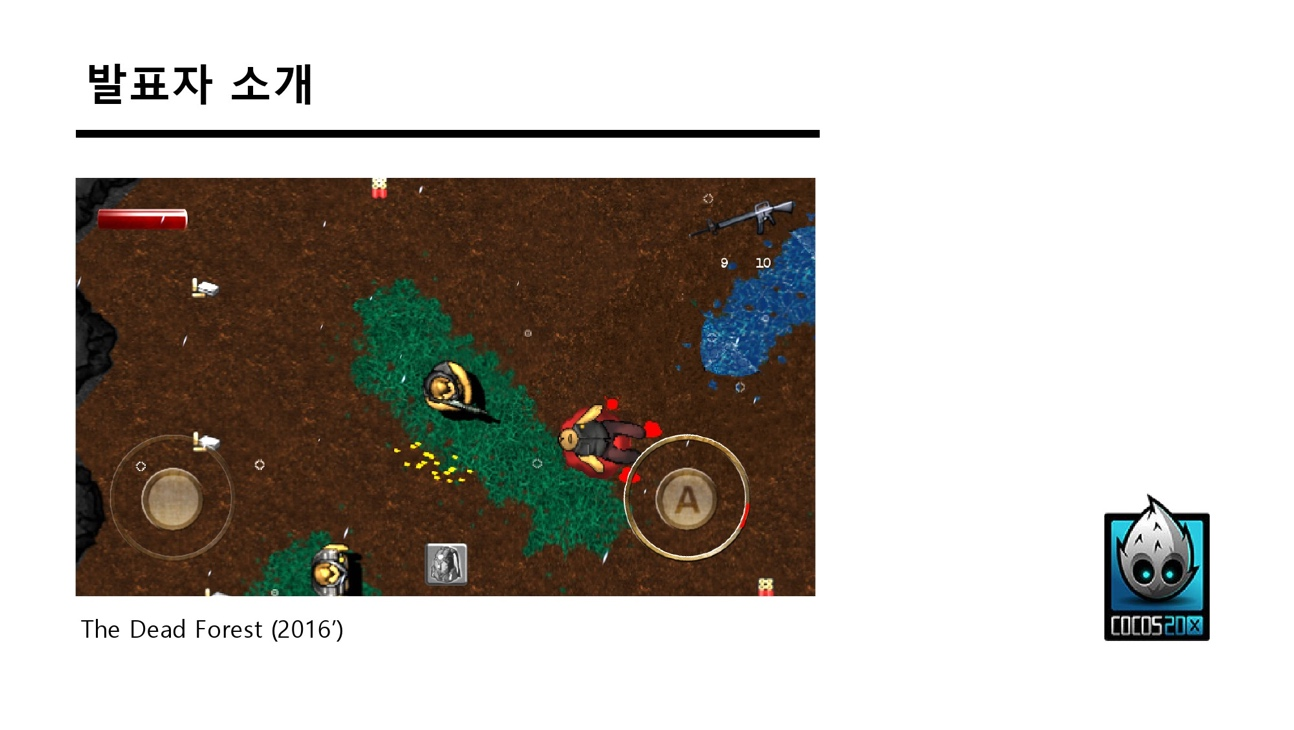 발표자 소개
9 10
A
The Dead Forest (2016’)
COCOS2DX